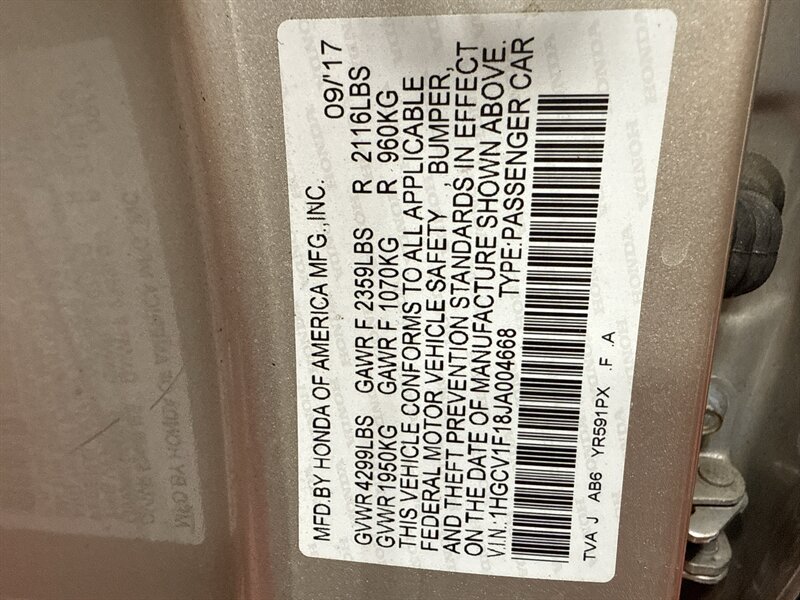 MFD.BY HONDA OF AMERICA MFG.,INC. 09/'17
GVWR 4299LBS GAWR F 2359LBS R 2116LBS
GVWR 1950KG GAWR F 1070KG R 960KG
THIS VEHICLE CONFORMS TO ALL APPLICABLE
FEDERAL MOTOR VEHICLE SAFETY , BUMPER,
AND THEFT PREVENTION STANDARDS IN EFFECT
ON THE DATE OF MANUFACTURE SHOWN ABOVE.
V.I.N.:1HGCV1F18JA004668 TYPE:PASSENGER CAR
TVA J AB6 YR591PX .F .A